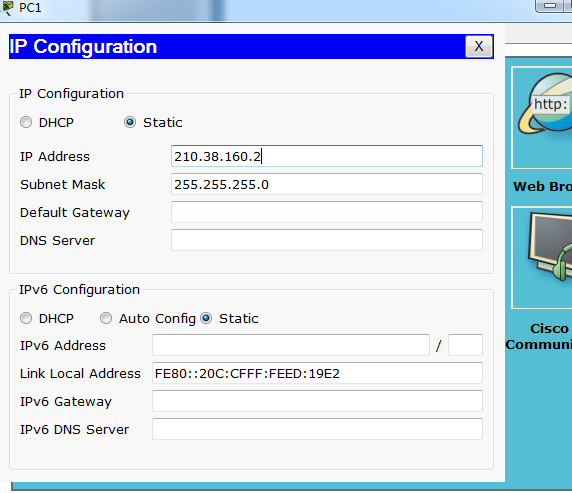 PC1
IP Configuration X
IP Configuration
DHCP Static
IP Address 210.38.160.2
Subnet Mask 255.255.255.0
Default Gateway
DNS Server
IPv6 Configuration
DHCP Auto Config Static
IPv6 Address /
Link Local Address FE80::20C:CFFF:FEED:19E2
IPv6 Gateway
IPv6 DNS Server
http:
Web Bro
Cisco
Communi